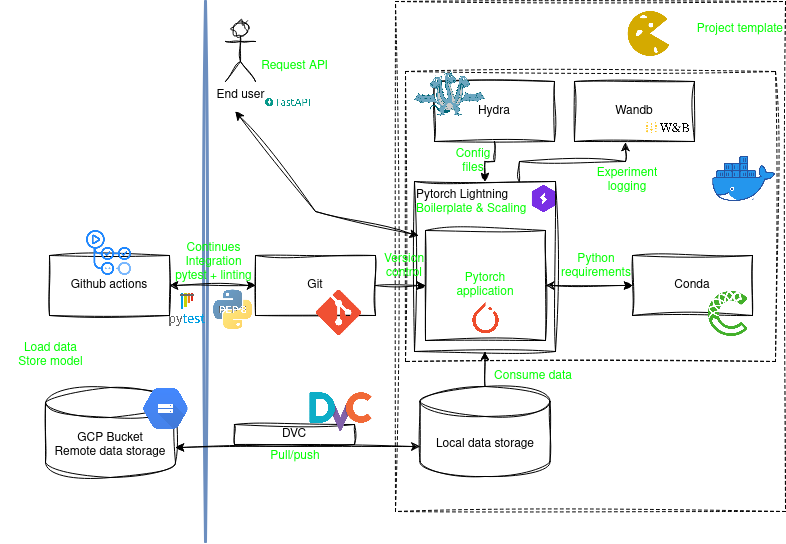 Project template
Request API
End user
FastAPI
Hydra
Wandb
W&B
Config
files
Experiment
logging
Pytorch Lightning
Boilerplate & Scaling
Continues
Integration
pytest + linting
Version
control
Pytorch
application
Python
requirements
Github actions
Git
Conda
pytest
PEP 8
Load data
Store model
Consume data
DVC
GCP Bucket
Remote data storage
DVC
Local data storage
Pull/push